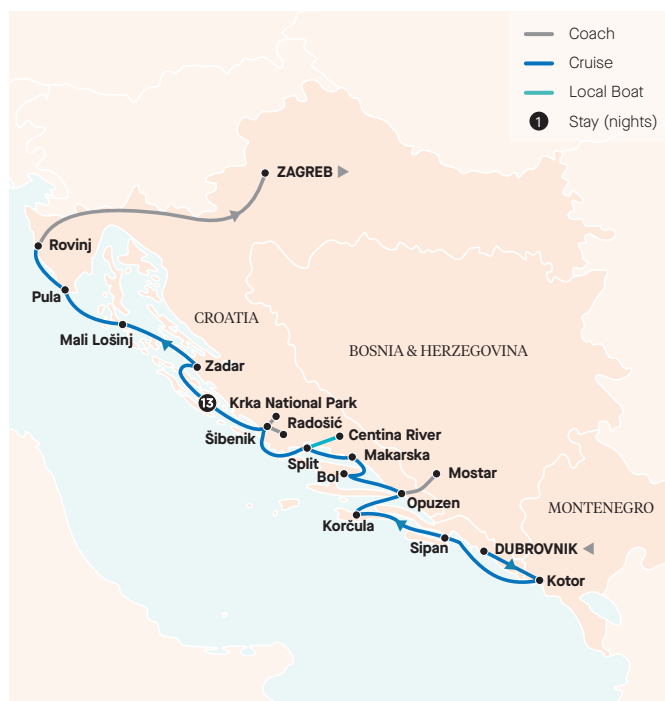 Coach
Cruise
Local Boat
1 Stay (nights)
ZAGREB
Rovinj
Pula
Mali Lošinj
CROATIA
BOSNIA & HERZEGOVINA
Zadar
13
Krka National Park
Radošić
Šibenik
Centina River
Split
Makarska
Bol
Mostar
Opuzen
MONTENEGRO
Korčula
Sipan
DUBROVNIK
Kotor